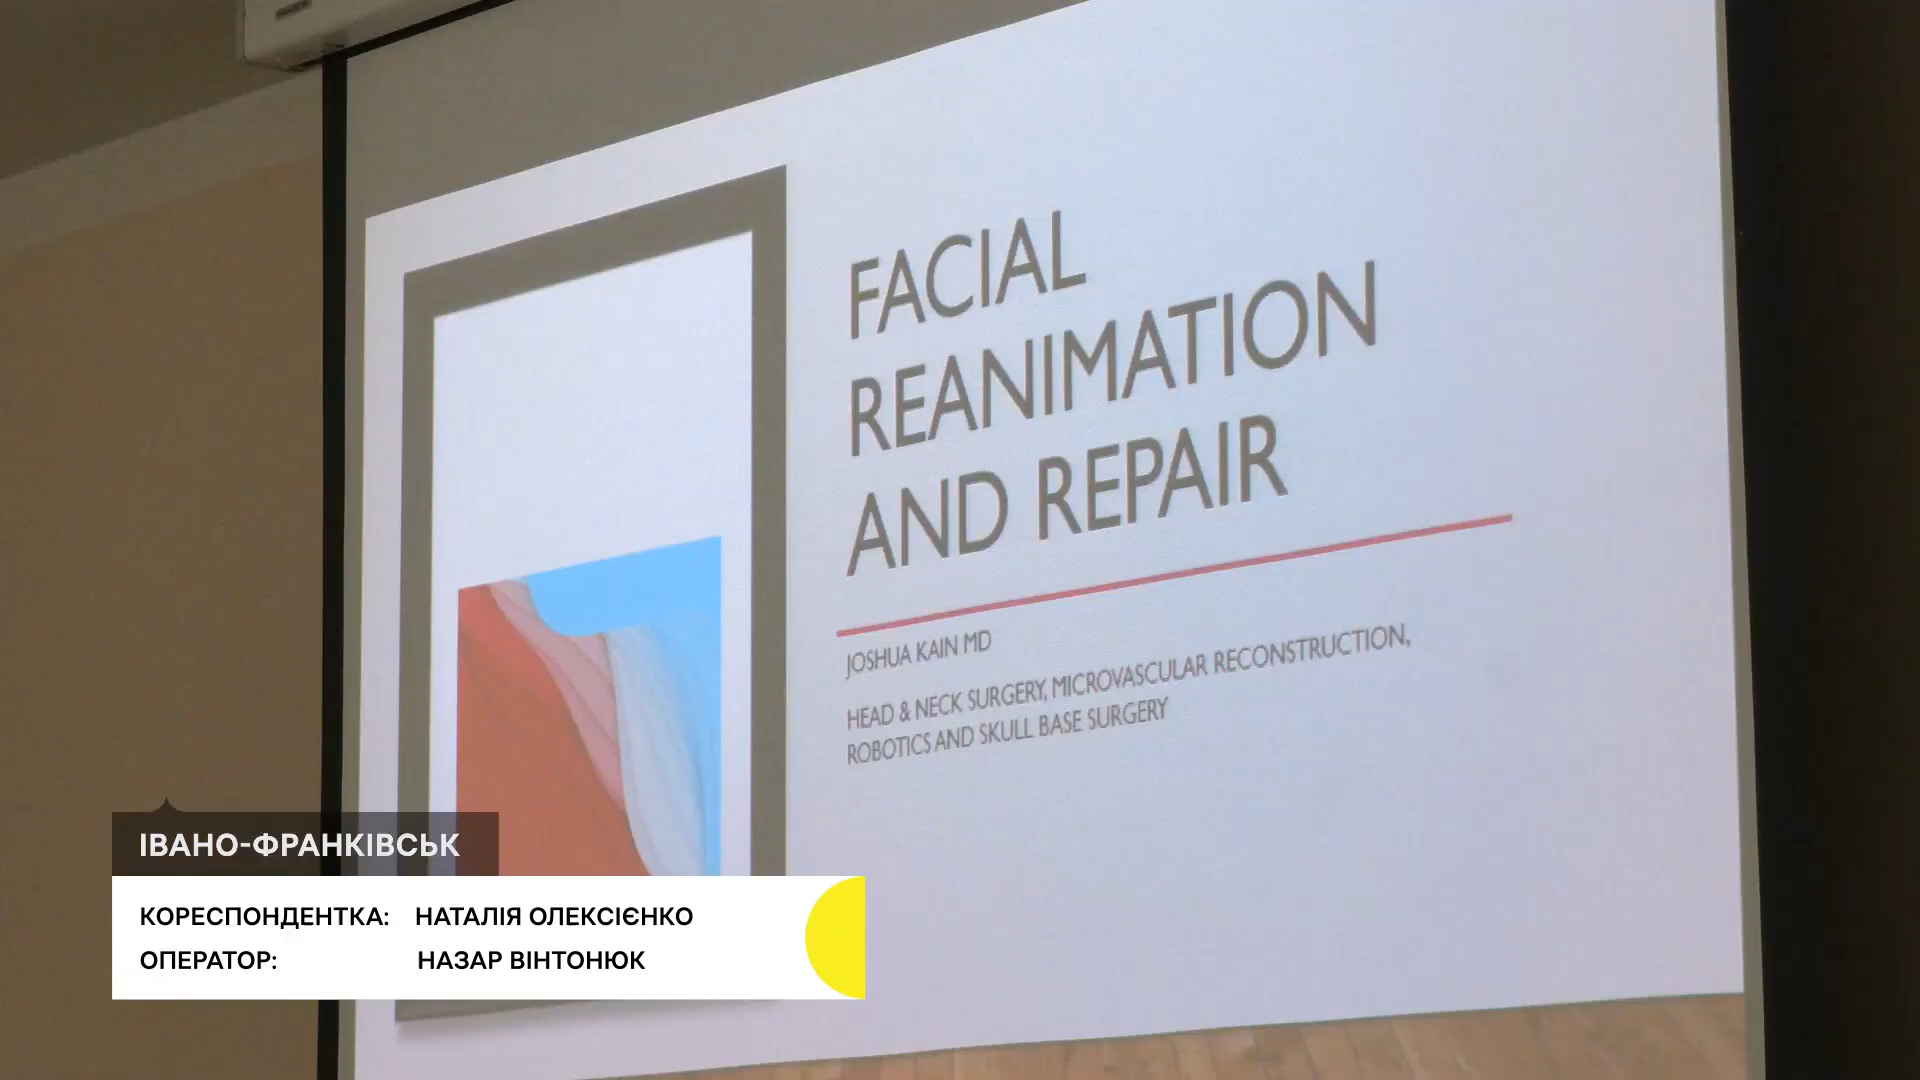 FACIAL
REANIMATION
AND REPAIR
JOSHUA KAIN MD
HEAD & NECK SURGERY, MICROVASCULAR RECONSTRUCTION,
ROBOTICS AND SKULL BASE SURGERY
ІВАНО-ФРАНКІВСЬК
КОРЕСПОНДЕНТКА: НАТАЛІЯ ОЛЕКСІЄНКО
ОПЕРАТОР: НАЗАР ВІНТОНЮК